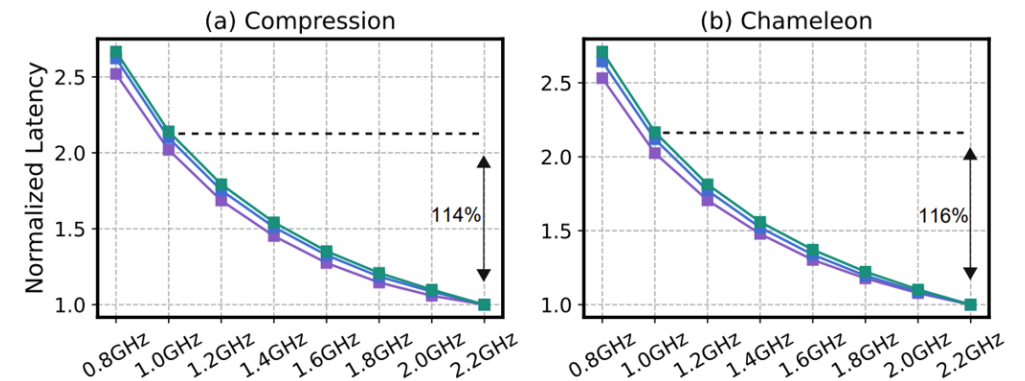 (a) Compression
(b) Chameleon
Normalized Latency
2.5
2.0
1.5
1.0
114%
0.8GHz
1.0GHz
1.2GHz
1.4GHz
1.6GHz
1.8GHz
2.0GHz
2.2GHz
2.5
2.0
1.5
1.0
116%
0.8GHz
1.0GHz
1.2GHz
1.4GHz
1.6GHz
1.8GHz
2.0GHz
2.2GHz